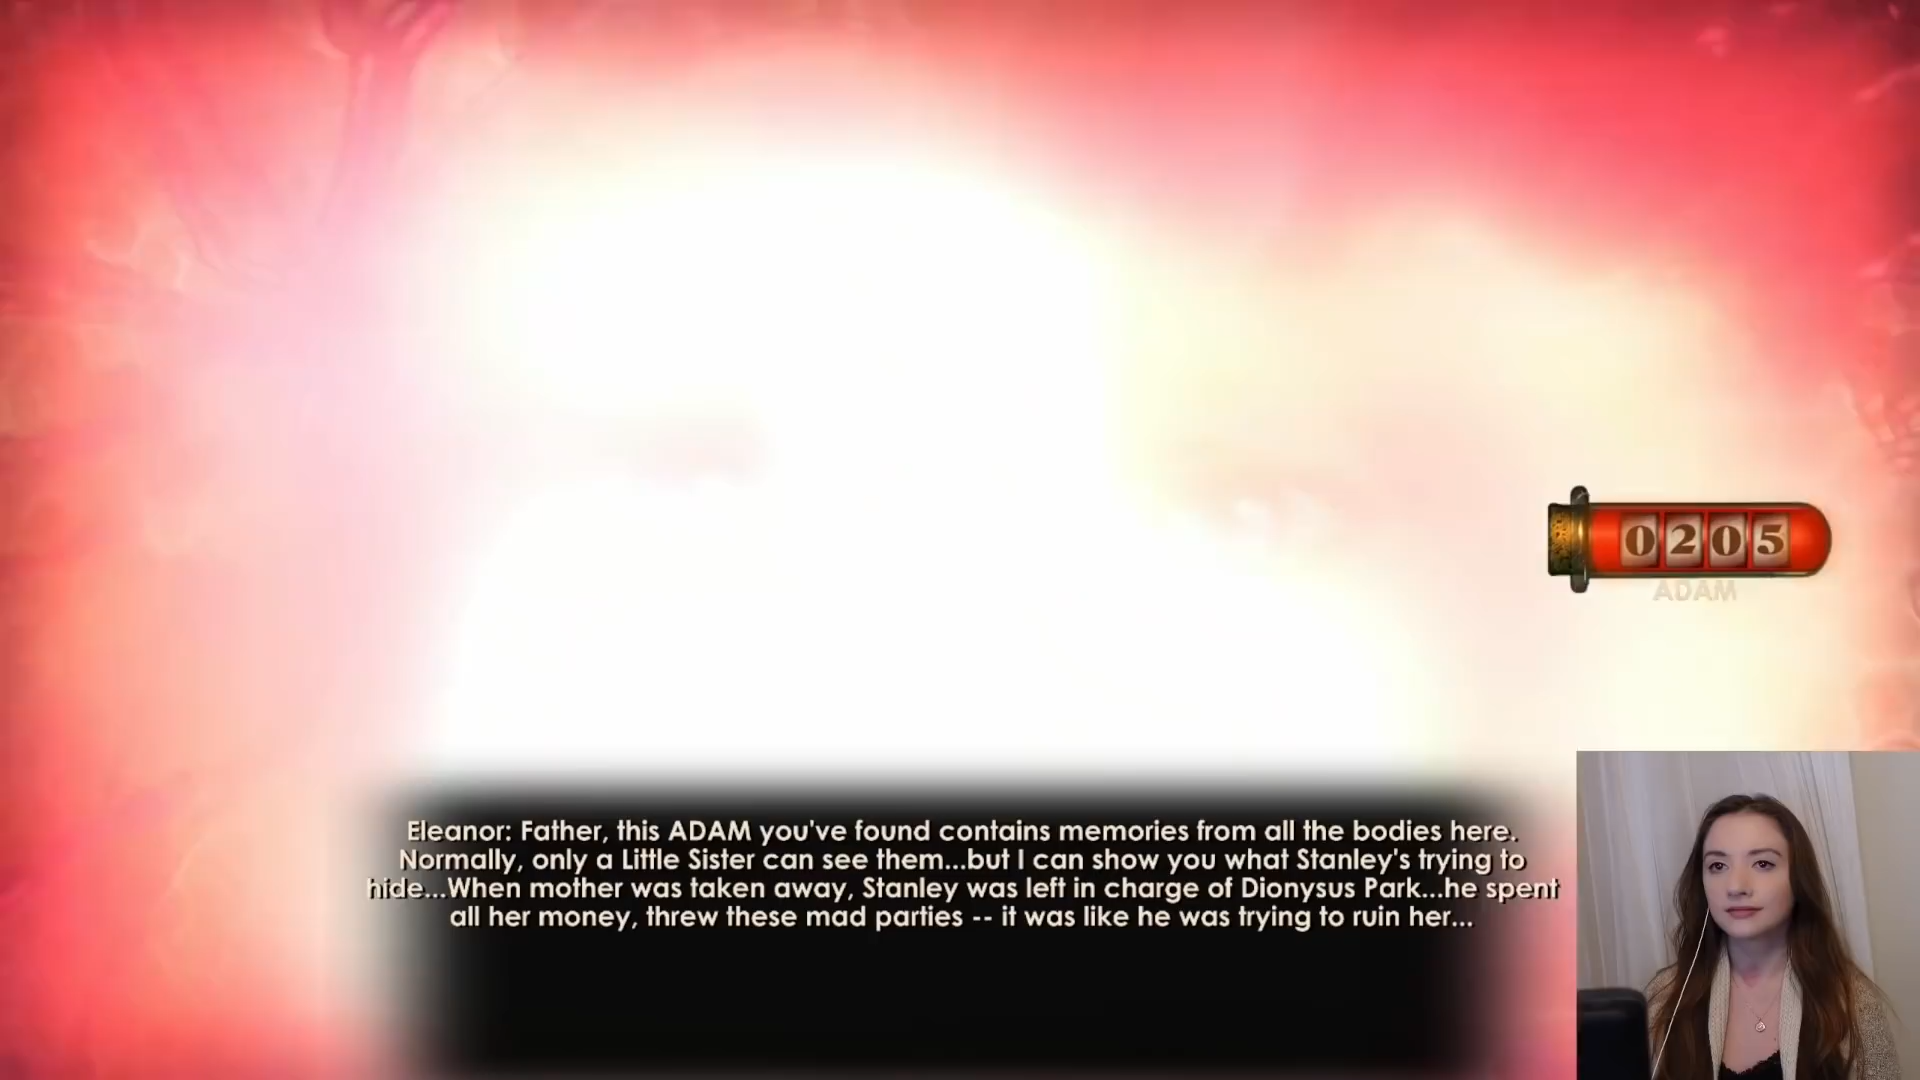 0205
ADAM
Eleanor: Father, this ADAM you've found contains memories from all the bodies here.
Normally, only a Little Sister can see them...but I can show you what Stanley's trying to
hide...When mother was taken away, Stanley was left in charge of Dionysus Park...he spent
all her money, threw these mad parties -- it was like he was trying to ruin her...